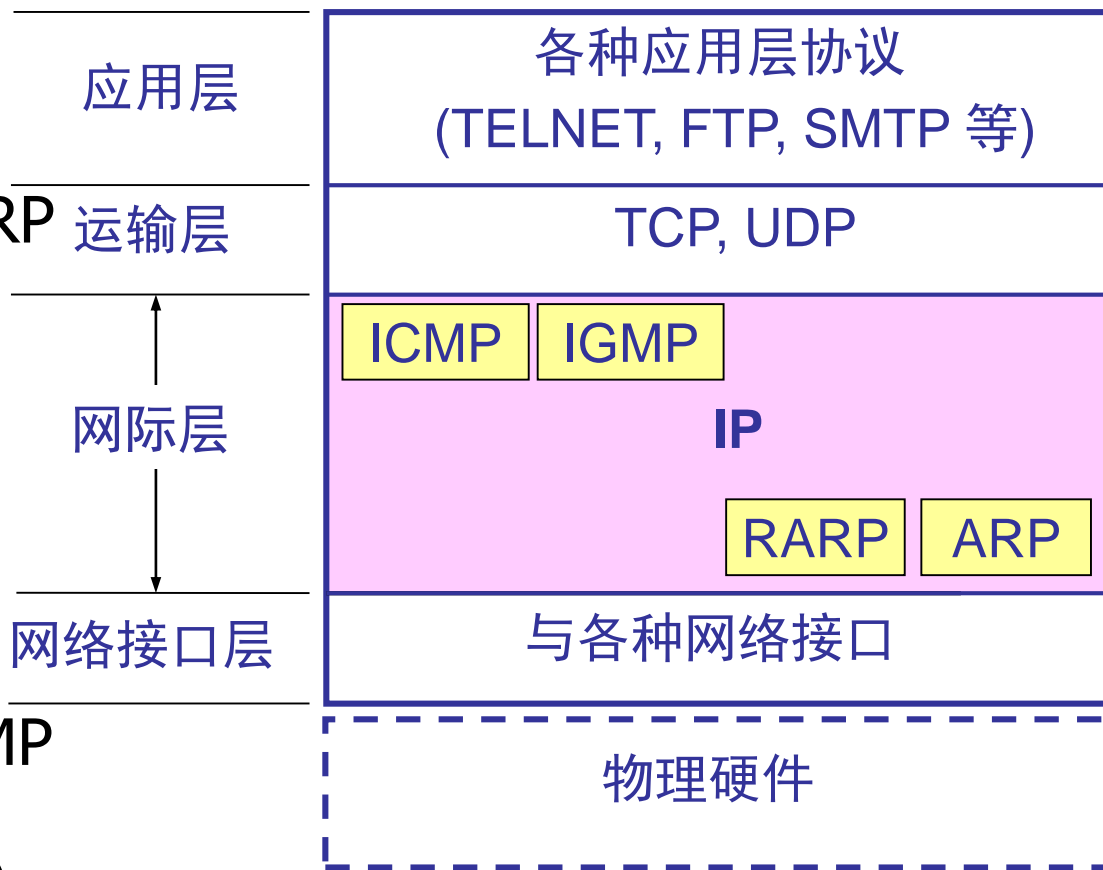 应用层
各种应用层协议
(TELNET, FTP, SMTP 等)
RP
运输层
TCP, UDP
ICMP
IGMP
网际层
IP
RARP
ARP
网络接口层
与各种网络接口
MP
物理硬件